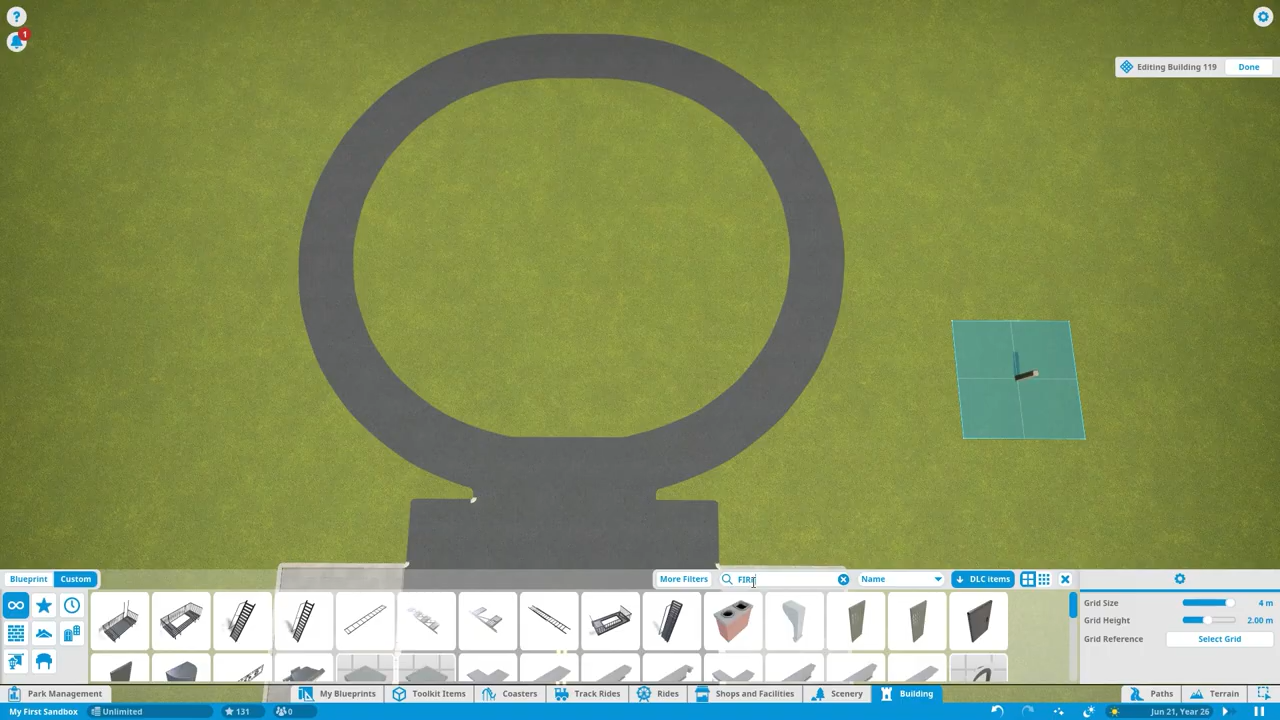 ?
1
Editing Building 119 Done
Blueprint Custom More Filters FIRE Name DLC items
Grid Size 4 m
Grid Height 2.00 m
Grid Reference Select Grid
Park Management My Blueprints Toolkit Items Coasters Track Rides Rides Shops and Facilities Scenery Building Paths Terrain
My First Sandbox Unlimited 131 0 Jun 21, Year 26